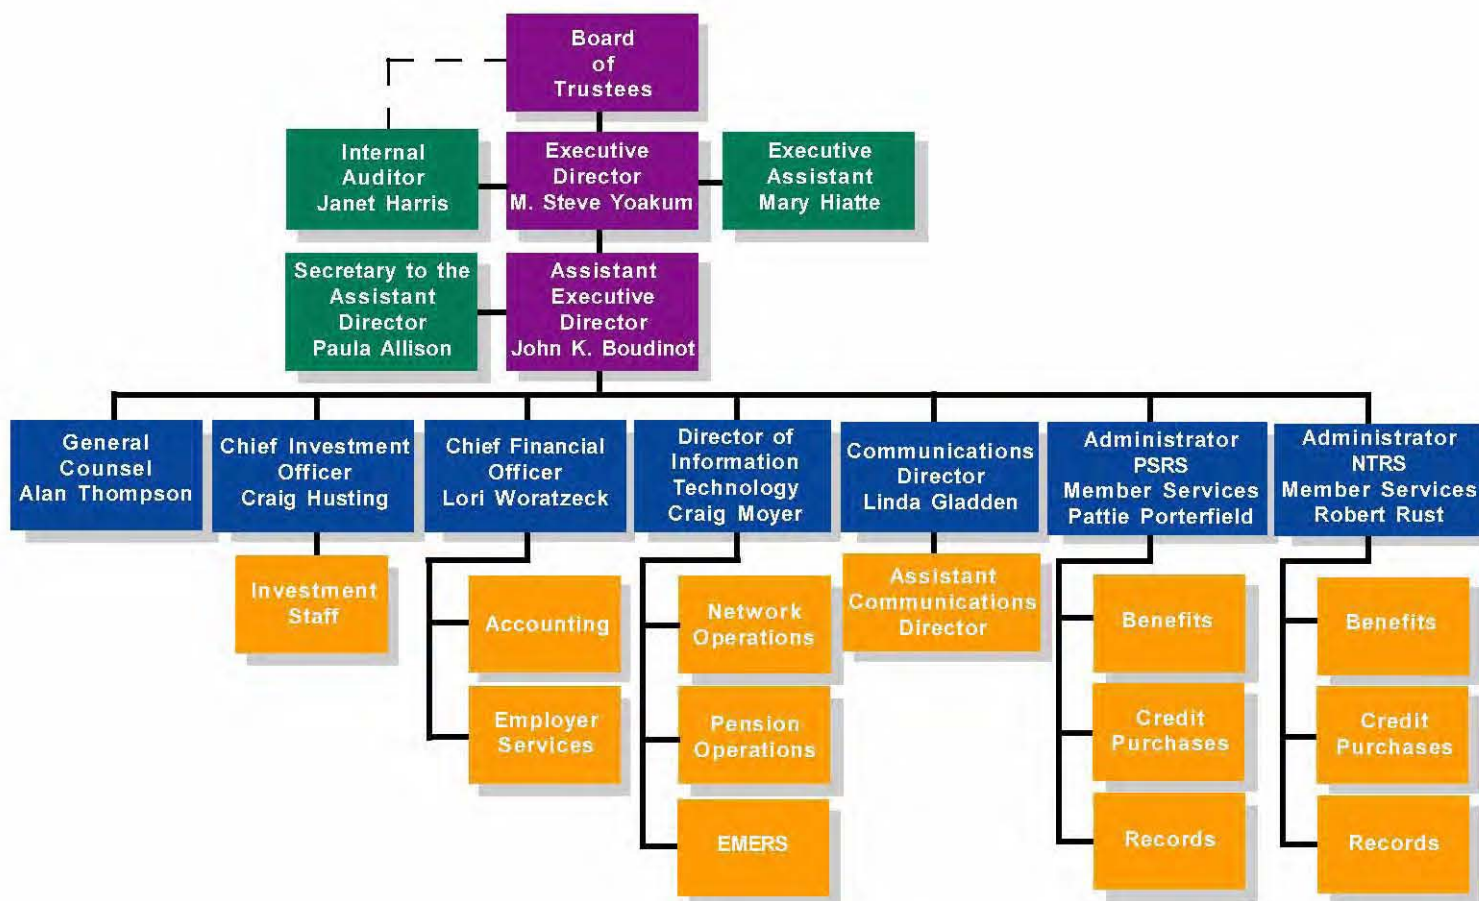 Board
of
Trustees
Internal
Auditor
Janet Harris
Executive
Director
M. Steve Yoakum
Executive
Assistant
Mary Hiatte
Secretary to the
Assistant
Director
Paula Allison
Assistant
Executive
Director
John K. Boudinot
General
Counsel
Alan Thompson
Chief Investment
Officer
Craig Husting
Chief Financial
Officer
Lori Woratzeck
Director of
Information
Technology
Craig Moyer
Communications
Director
Linda Gladden
Administrator
PSRS
Member Services
Pattie Porterfield
Administrator
NTRS
Member Services
Robert Rust
Investment
Staff
Accounting
Employer
Services
Network
Operations
Pension
Operations
EMERS
Assistant
Communications
Director
Benefits
Credit
Purchases
Records
Benefits
Credit
Purchases
Records